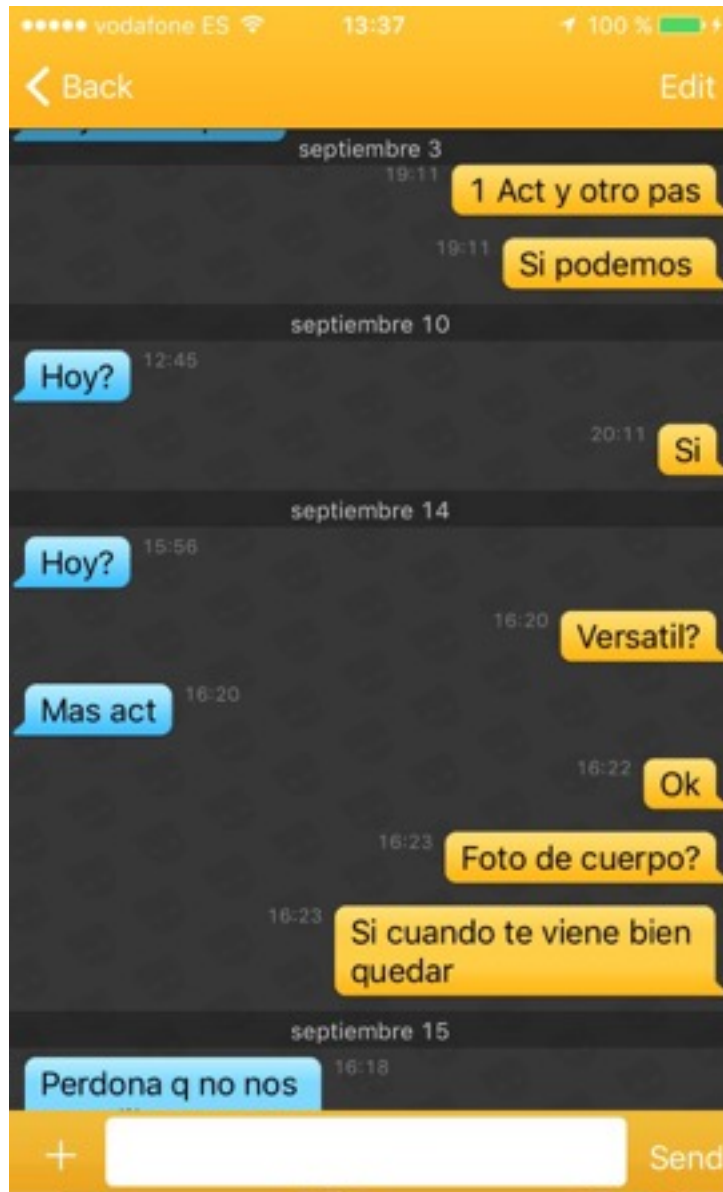 vodafone ES 13:37 100 %
Back Edit
septiembre 3
19:11 1 Act y otro pas
19:11 Si podemos
septiembre 10
Hoy? 12:45
20:11 Si
septiembre 14
Hoy? 15:56
16:20 Versatil?
Mas act 16:20
16:22 Ok
16:23 Foto de cuerpo?
16:23 Si cuando te viene bien
quedar
septiembre 15
Perdona q no nos 16:18
Send